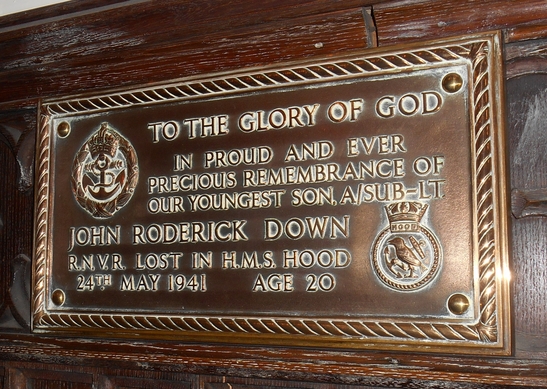 TO THE GLORY OF GOD
IN PROUD AND EVER
PRECIOUS REMEMBRANCE OF
OUR YOUNGEST SON, A/SUB-LT
JOHN RODERICK DOWN
R.N.V.R. LOST IN H.M.S. HOOD
24TH MAY 1941 AGE 20
HOOD